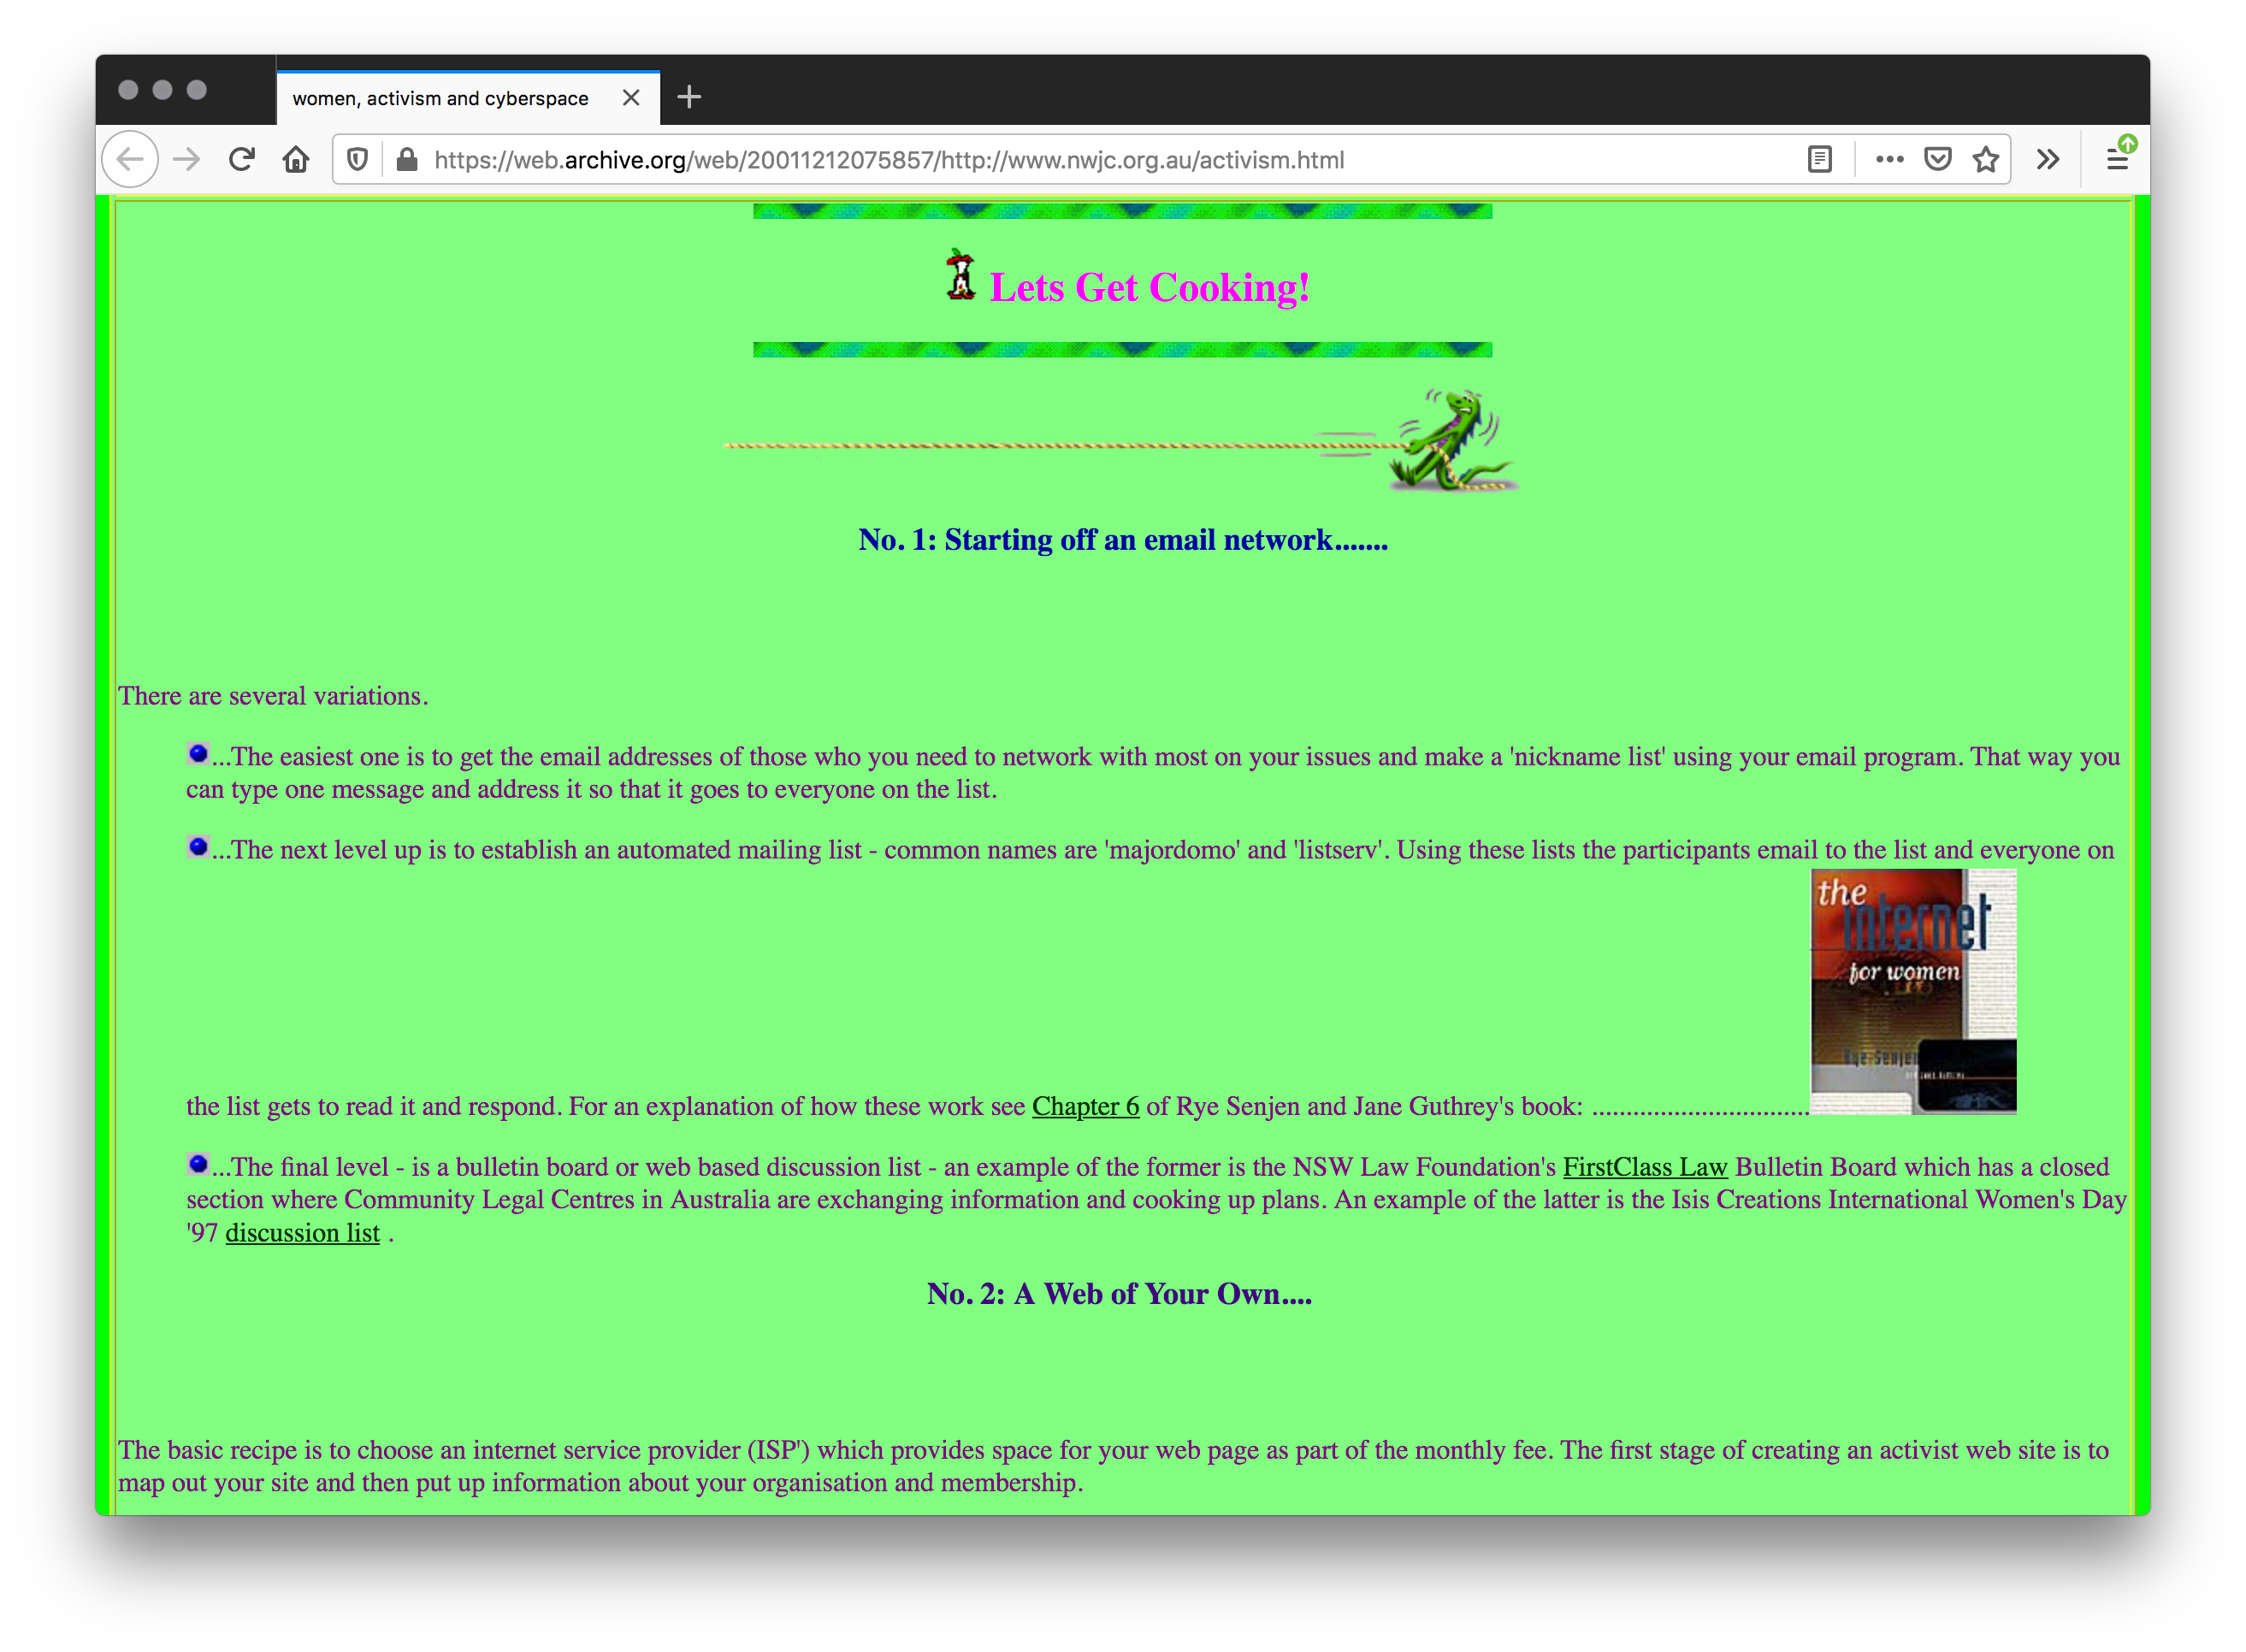 women, activism and cyberspace
https://web.archive.org/web/20011212075857/http://www.nwjc.org.au/activism.html
Lets Get Cooking!
No. 1: Starting off an email network.......
There are several variations.
...The easiest one is to get the email addresses of those who you need to network with most on your issues and make a 'nickname list' using your email program. That way you
can type one message and address it so that it goes to everyone on the list.
...The next level up is to establish an automated mailing list - common names are 'majordomo' and 'listserv'. Using these lists the participants email to the list and everyone on
the
internet
for women
Rye Senjen
the list gets to read it and respond. For an explanation of how these work see Chapter 6 of Rye Senjen and Jane Guthrey's book: ................................
...The final level - is a bulletin board or web based discussion list - an example of the former is the NSW Law Foundation's FirstClass Law Bulletin Board which has a closed
section where Community Legal Centres in Australia are exchanging information and cooking up plans. An example of the latter is the Isis Creations International Women's Day
'97 discussion list .
No. 2: A Web of Your Own....
The basic recipe is to choose an internet service provider (ISP') which provides space for your web page as part of the monthly fee. The first stage of creating an activist web site is to
map out your site and then put up information about your organisation and membership.